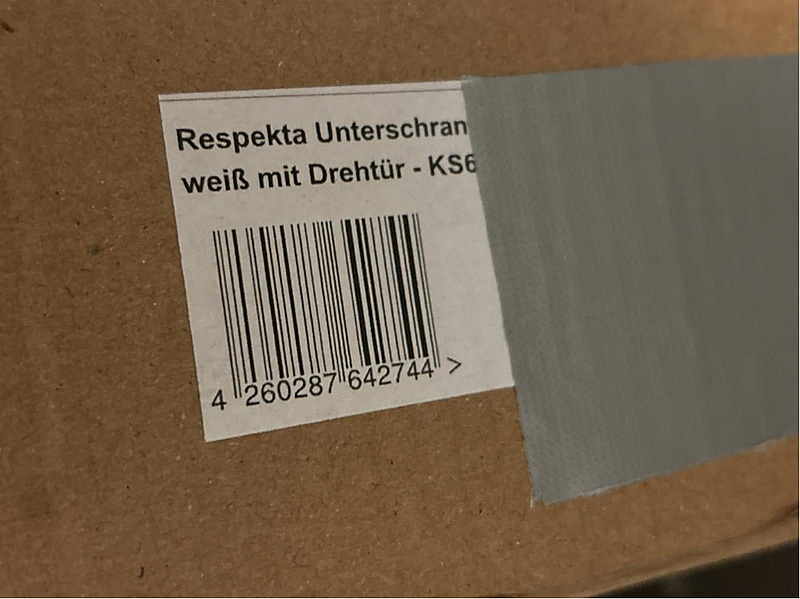 Respekta Unterschran
weiß mit Drehtür - KS6
4 260287 642744 >